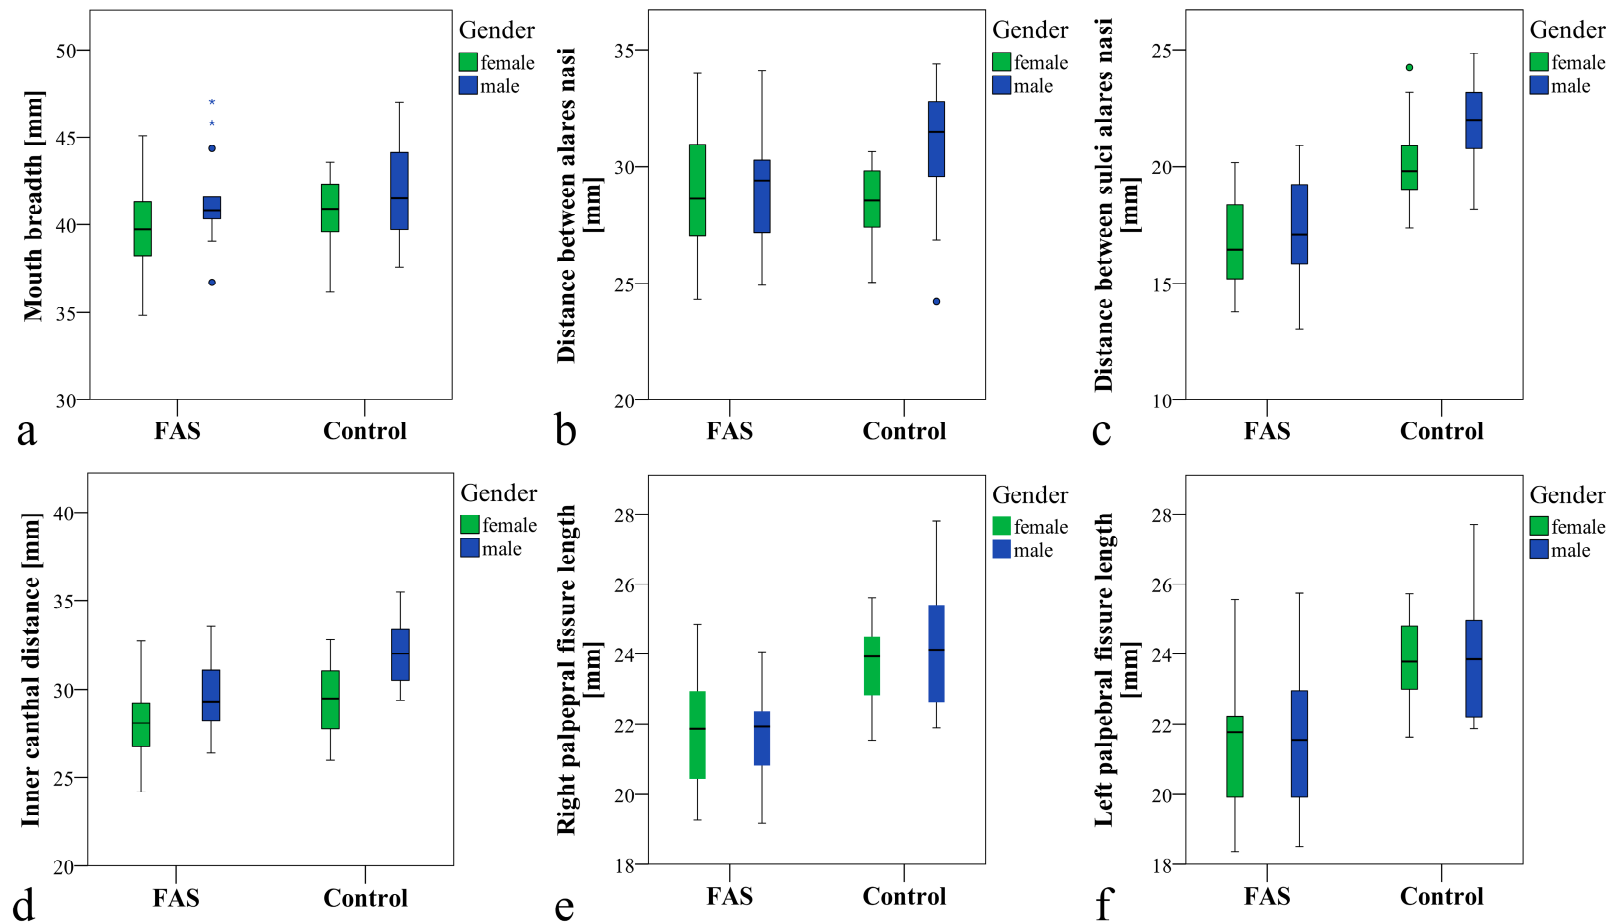 Mouth breadth [mm]
50
45
40
35
30
FAS
Control
Gender
female
male
a
Distance between alares nasi
[mm]
35
30
25
20
FAS
Control
Gender
female
male
b
Distance between sulci alares nasi
[mm]
25
20
15
10
FAS
Control
Gender
female
male
c
Inner canthal distance [mm]
40
35
30
25
20
FAS
Control
Gender
female
male
d
Right palpepral fissure length
[mm]
28
26
24
22
20
18
FAS
Control
Gender
female
male
e
Left palpebral fissure length
[mm]
28
26
24
22
20
18
FAS
Control
Gender
female
male
f